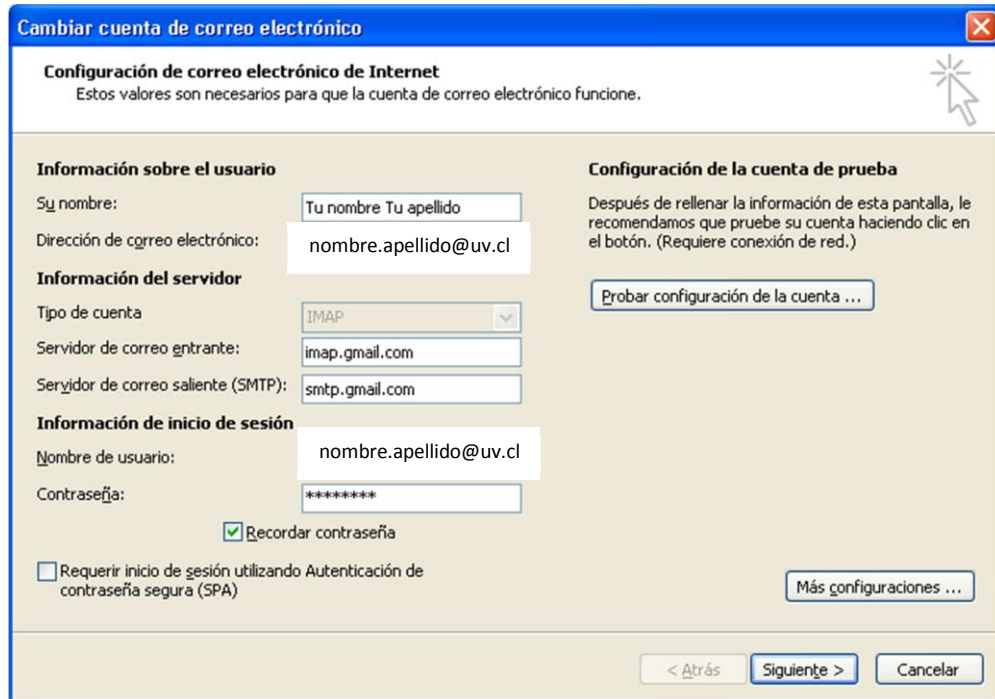 Cambiar cuenta de correo electrónico
Configuración de correo electrónico de Internet
Estos valores son necesarios para que la cuenta de correo electrónico funcione.
Información sobre el usuario
Su nombre:
Tu nombre Tu apellido
Dirección de correo electrónico:
nombre.apellido@uv.cl
Información del servidor
Tipo de cuenta
IMAP
Servidor de correo entrante:
imap.gmail.com
Servidor de correo saliente (SMTP):
smtp.gmail.com
Información de inicio de sesión
Nombre de usuario:
nombre.apellido@uv.cl
Contraseña:
********
Recordar contraseña
Requerir inicio de sesión utilizando Autenticación de
contraseña segura (SPA)
Configuración de la cuenta de prueba
Después de rellenar la información de esta pantalla, le
recomendamos que pruebe su cuenta haciendo clic en
el botón. (Requiere conexión de red.)
Probar configuración de la cuenta ...
Más configuraciones ...
< Atrás
Siguiente >
Cancelar